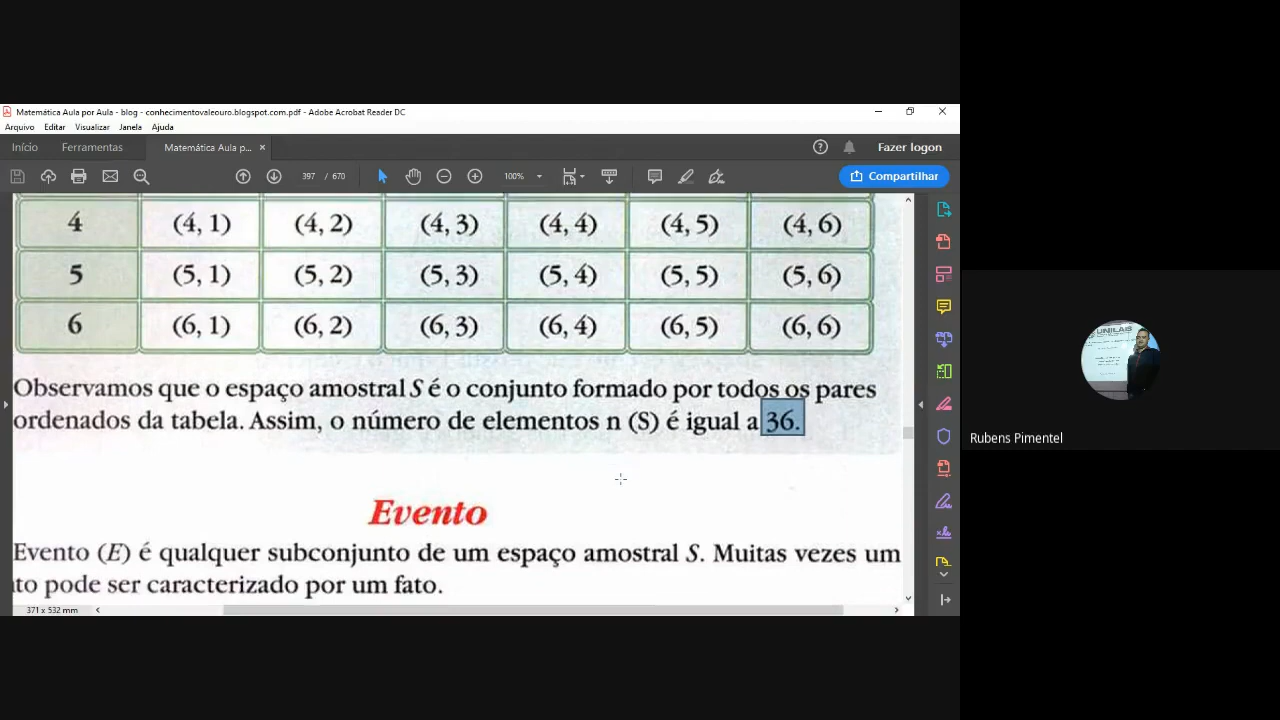 Matemática Aula por Aula - blog - conhecimentovaleouro.blogspot.com.pdf - Adobe Acrobat Reader DC
Arquivo Editar Visualizar Janela Ajuda
Início Ferramentas Matemática Aula p... × Fazer logon
397 / 670 100% Compartilhar
4 (4, 1) (4, 2) (4, 3) (4, 4) (4, 5) (4, 6)
5 (5, 1) (5, 2) (5, 3) (5, 4) (5, 5) (5, 6)
6 (6, 1) (6, 2) (6, 3) (6, 4) (6, 5) (6, 6)
Observamos que o espaço amostral S é o conjunto formado por todos os pares
ordenados da tabela. Assim, o número de elementos n (S) é igual a 36.
Evento
Evento (E) é qualquer subconjunto de um espaço amostral S. Muitas vezes um
to pode ser caracterizado por um fato.
371 x 532 mm
UNILAIS
Rubens Pimentel